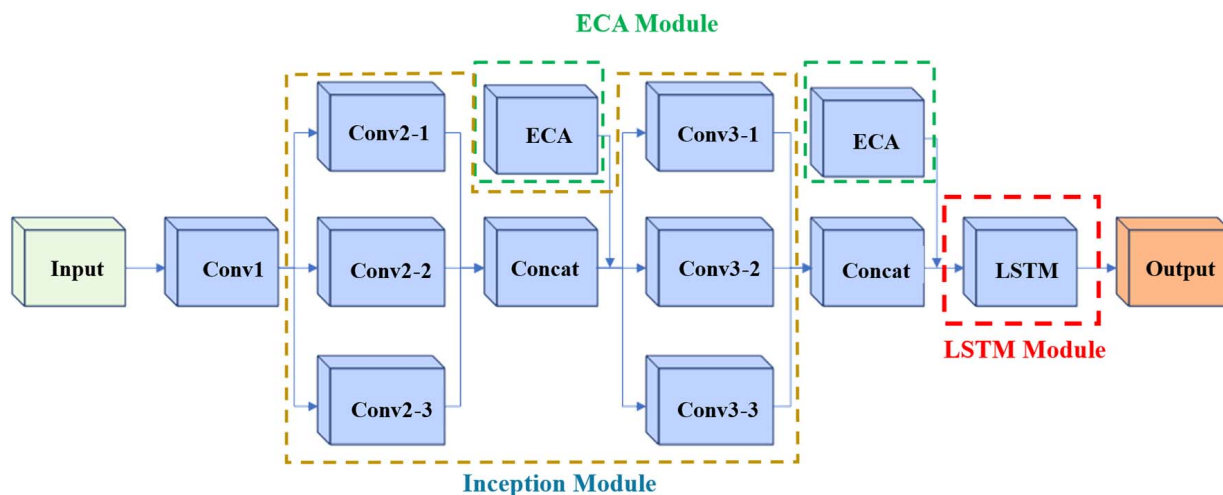 ECA Module
Conv2-1
ECA
Conv3-1
ECA
Input
Conv1
Conv2-2
Concat
Conv3-2
Concat
LSTM
Output
LSTM Module
Conv2-3
Conv3-3
Inception Module